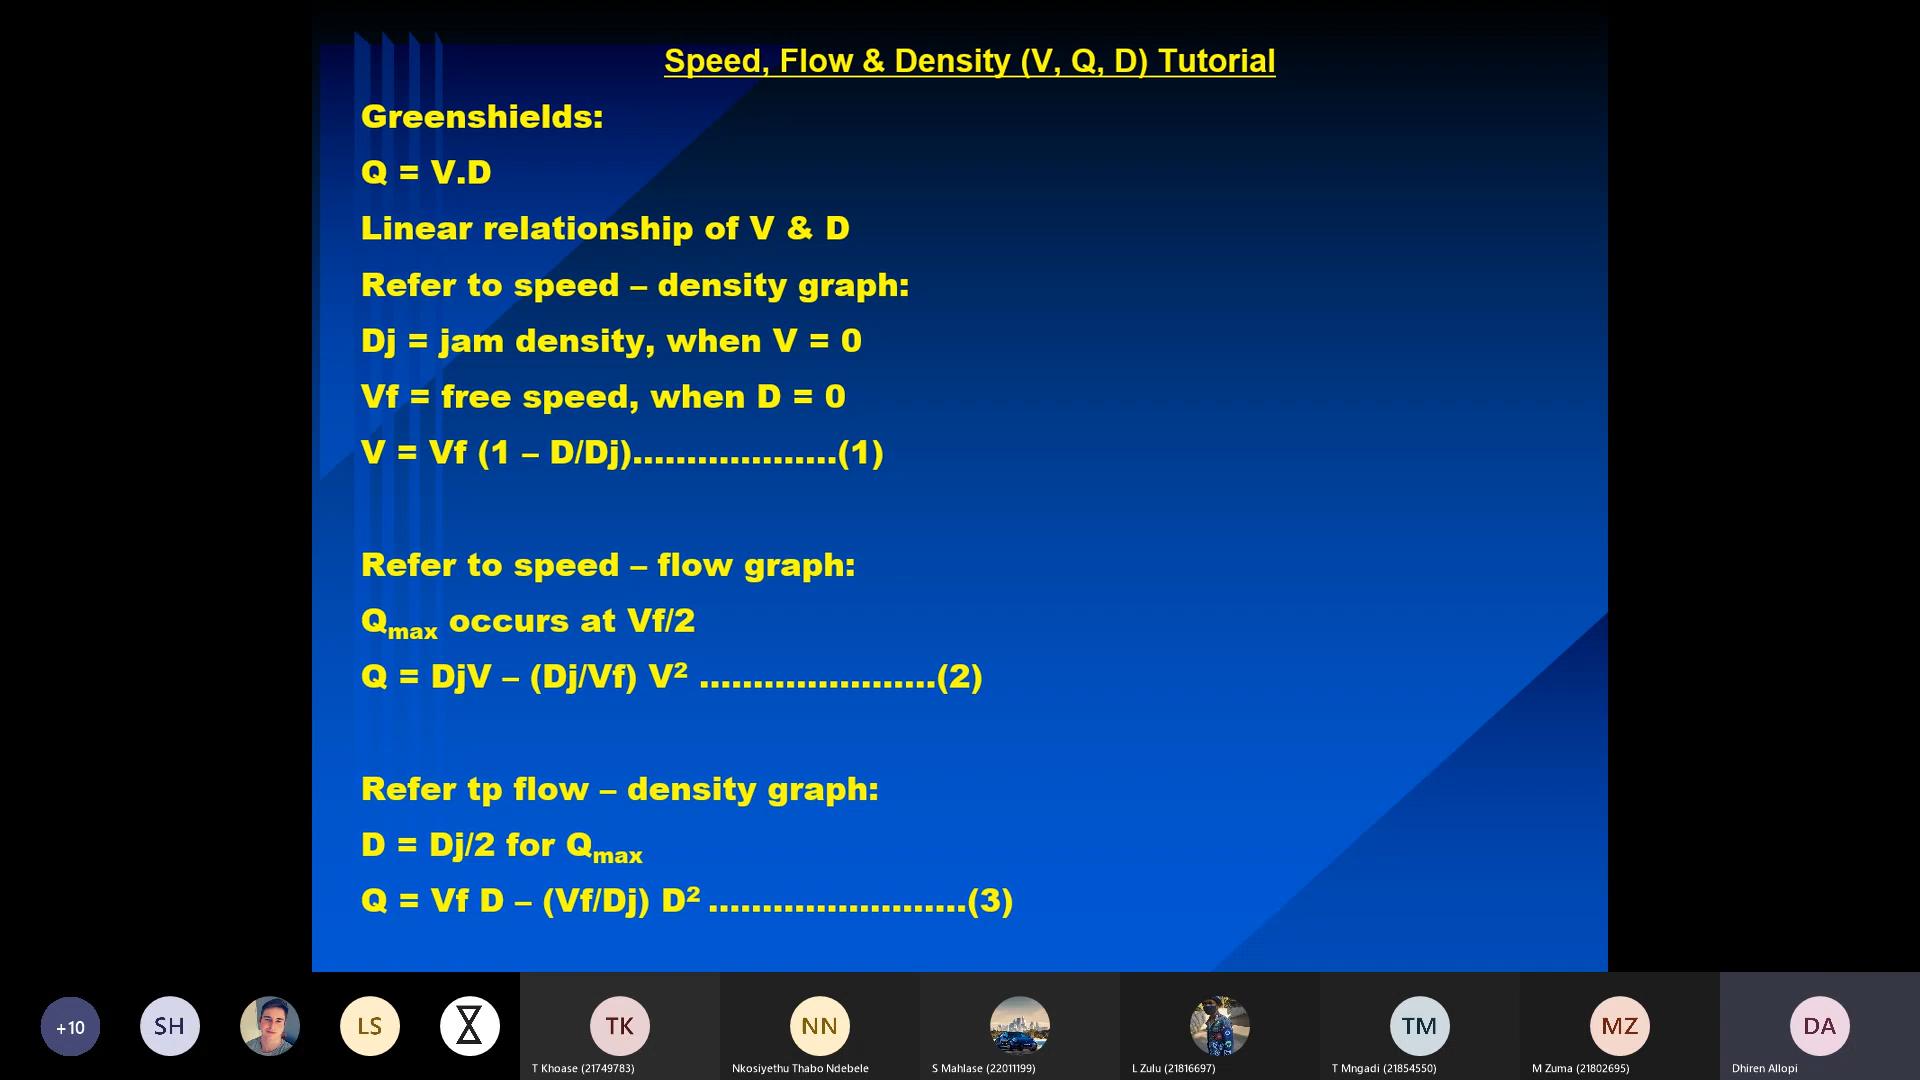 Speed, Flow & Density (V, Q, D) Tutorial
Greenshields:
Q = V.D
Linear relationship of V & D
Refer to speed – density graph:
Dj = jam density, when V = 0
Vf = free speed, when D = 0
V = Vf (1 – D/Dj)...................(1)
Refer to speed – flow graph:
Qmax occurs at Vf/2
Q = DjV – (Dj/Vf) V² ......................(2)
Refer tp flow – density graph:
D = Dj/2 for Qmax
Q = Vf D – (Vf/Dj) D² ........................(3)
+10
SH
LS
TK
NN
TM
MZ
DA
T Khoase (21749783)
Nkosiyethu Thabo Ndebele
S Mahlase (22011199)
L Zulu (21816697)
T Mngadi (21854550)
M Zuma (21802695)
Dhiren Allopi